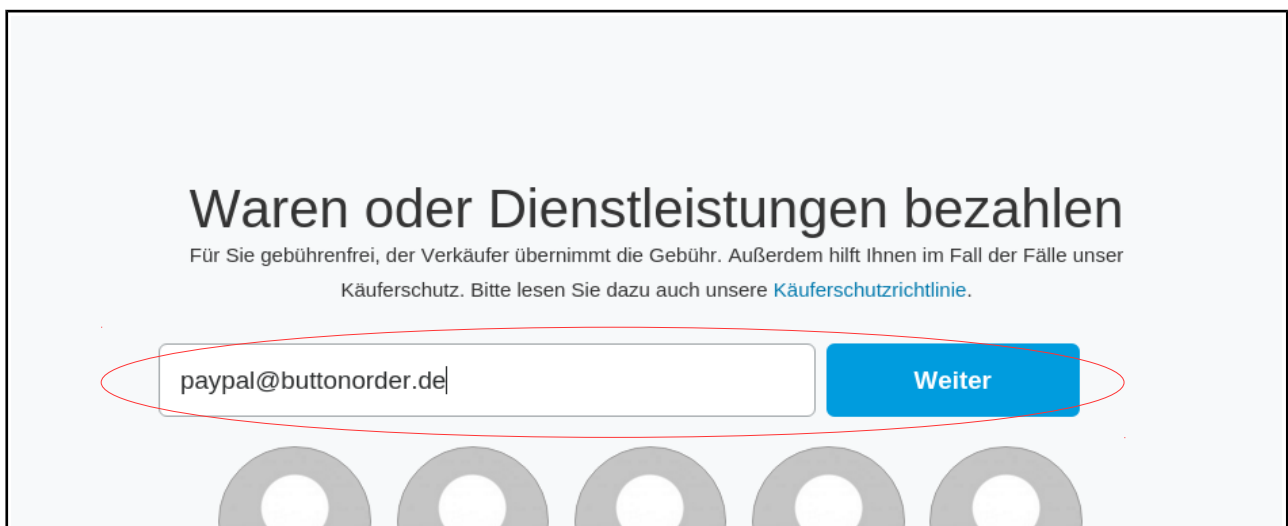 Waren oder Dienstleistungen bezahlen
Für Sie gebührenfrei, der Verkäufer übernimmt die Gebühr. Außerdem hilft Ihnen im Fall der Fälle unser
Käuferschutz. Bitte lesen Sie dazu auch unsere Käuferschutzrichtlinie.
paypal@buttonorder.de
Weiter